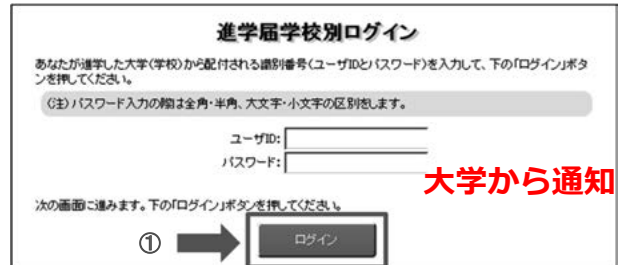 進学届学校別ログイン
あなたが進学した大学(学校)から配付される識別番号(ユーザIDとパスワード)を入力して、下の「ログイン」ボタ
ンを押してください。
(注) パスワード入力の際は全角・半角、大文字・小文字の区別をします。
ユーザID:
パスワード:
大学から通知
次の画面に進みます。下の「ログイン」ボタンを押してください。
① ログイン